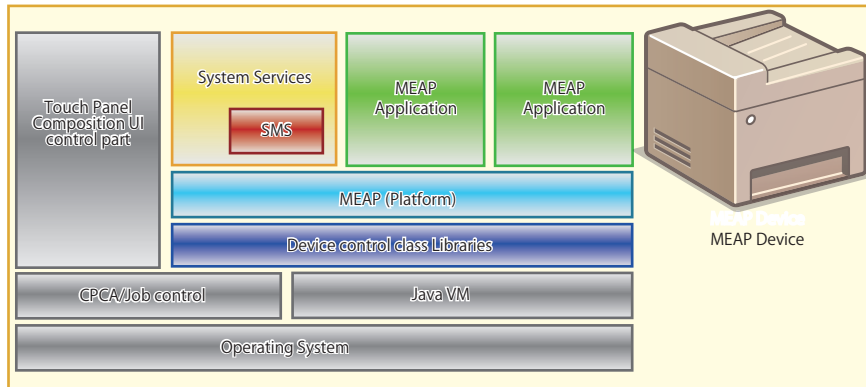 Touch Panel
Composition UI
control part
System Services
SMS
MEAP
Application
MEAP
Application
MEAP (Platform)
Device control class Libraries
CPCA/Job control
Java VM
Operating System
MEAP Device
MEAP Device